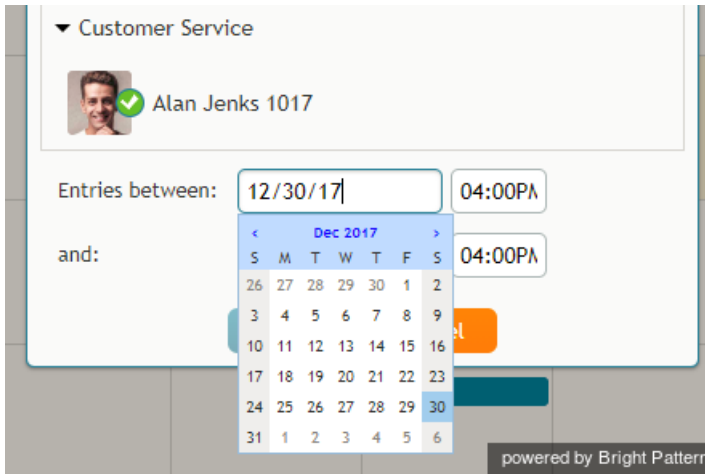 Customer Service
Alan Jenks 1017
Entries between: 12/30/17 04:00PM
‹ Dec 2017 ›
and: 04:00PM
S M T W T F S
26 27 28 29 30 1 2
3 4 5 6 7 8 9
10 11 12 13 14 15 16
17 18 19 20 21 22 23
24 25 26 27 28 29 30
31 1 2 3 4 5 6
powered by Bright Pattern